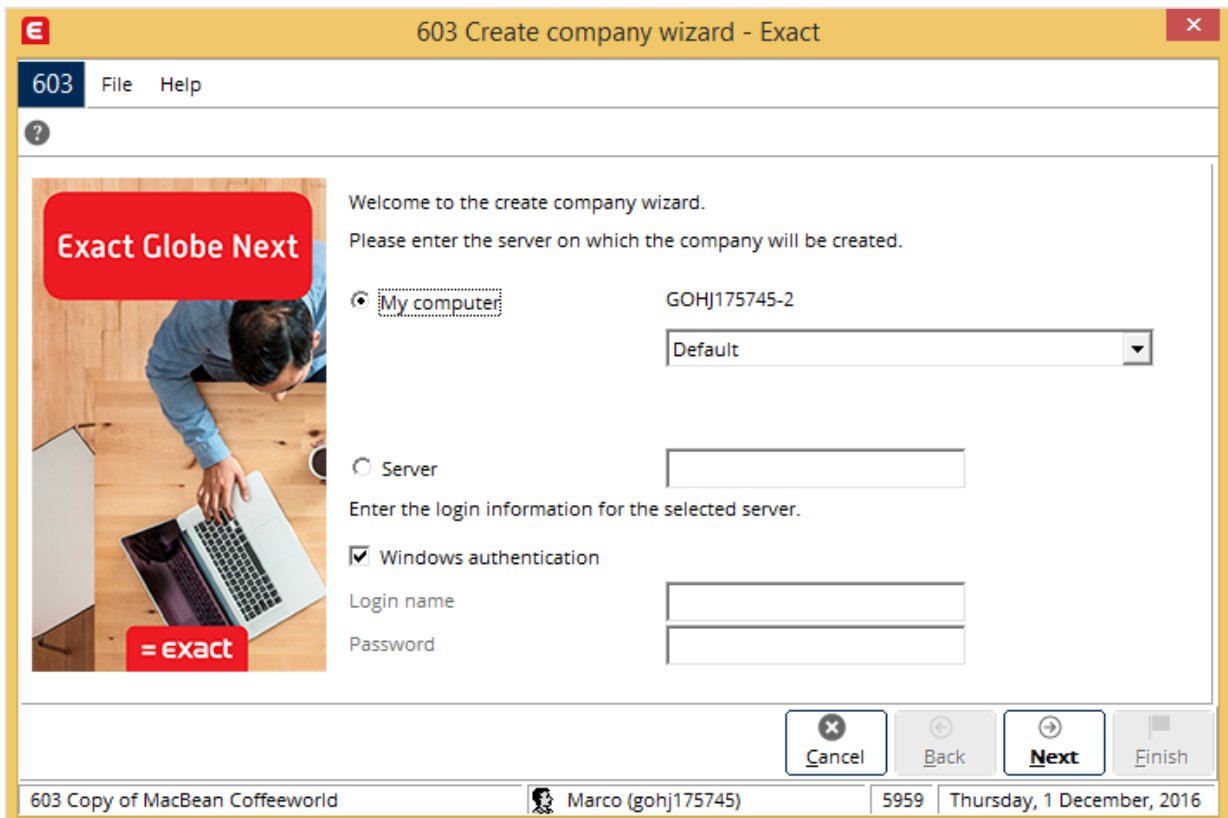 603 Create company wizard - Exact
603 File Help
Exact Globe Next
Welcome to the create company wizard.
Please enter the server on which the company will be created.
My computer GOHJ175745-2
Default
Server
Enter the login information for the selected server.
Windows authentication
Login name
Password
= exact
Cancel Back Next Finish
603 Copy of MacBean Coffeeworld Marco (gohj175745) 5959 Thursday, 1 December, 2016